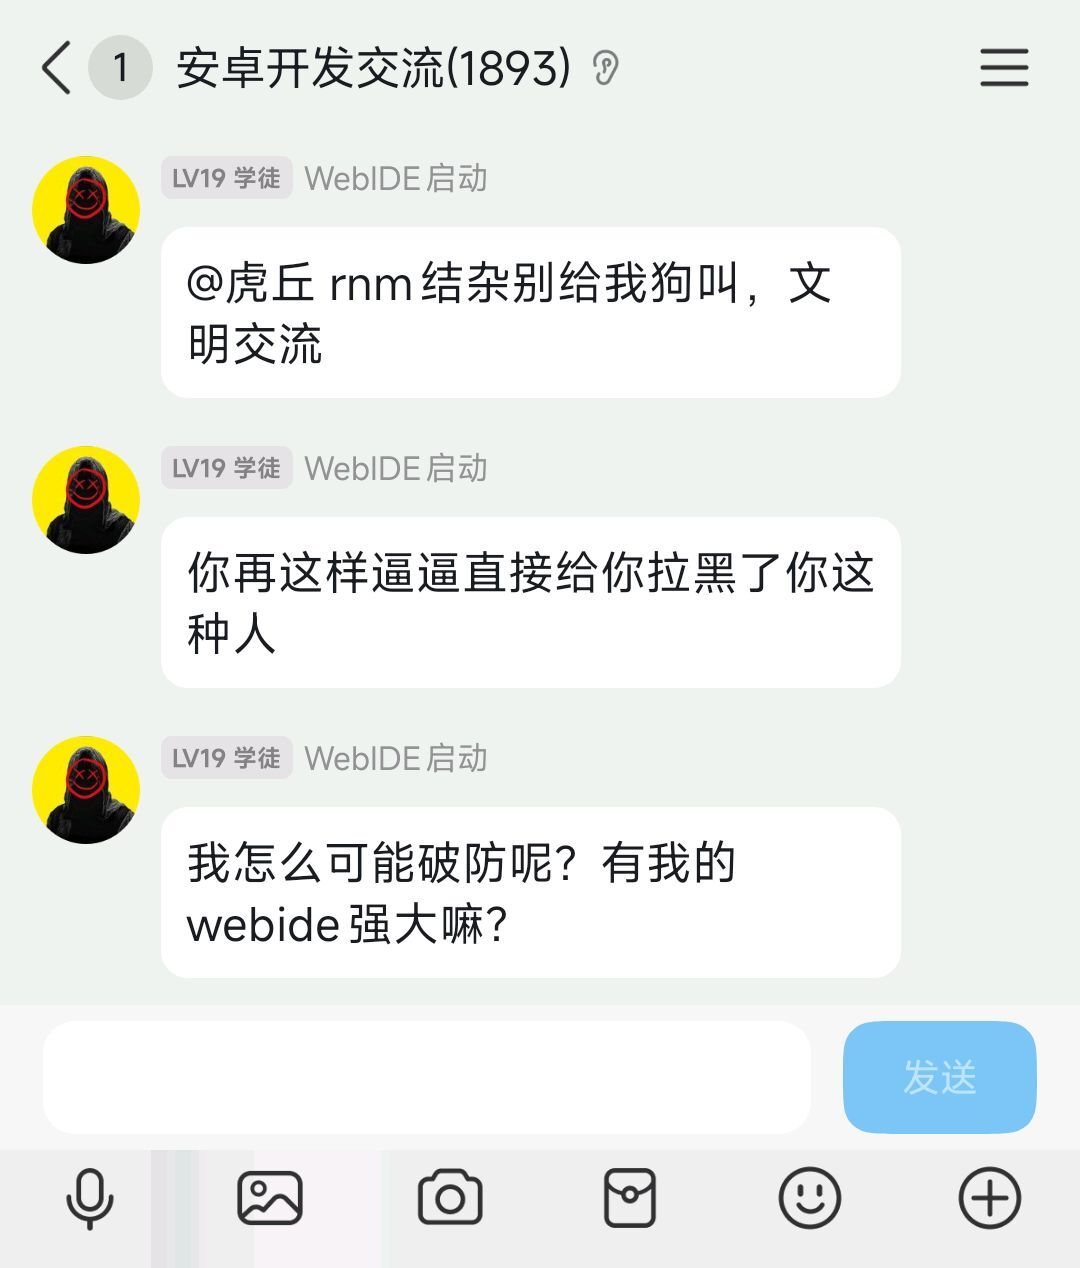 1 安卓开发交流(1893)
LV19 学徒 WebIDE启动
@虎丘 rnm结杂别给我狗叫，文
明交流
LV19 学徒 WebIDE启动
你再这样逼逼直接给你拉黑了你这
种人
LV19 学徒 WebIDE启动
我怎么可能破防呢？有我的
webide强大嘛？
发送